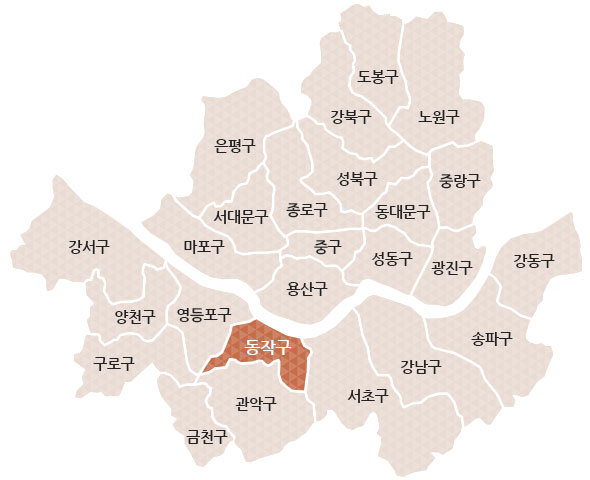 도봉구
강북구
노원구
은평구
성북구
중랑구
서대문구
종로구
동대문구
강서구
마포구
중구
성동구
광진구
강동구
용산구
양천구
영등포구
송파구
동작구
구로구
강남구
서초구
관악구
금천구